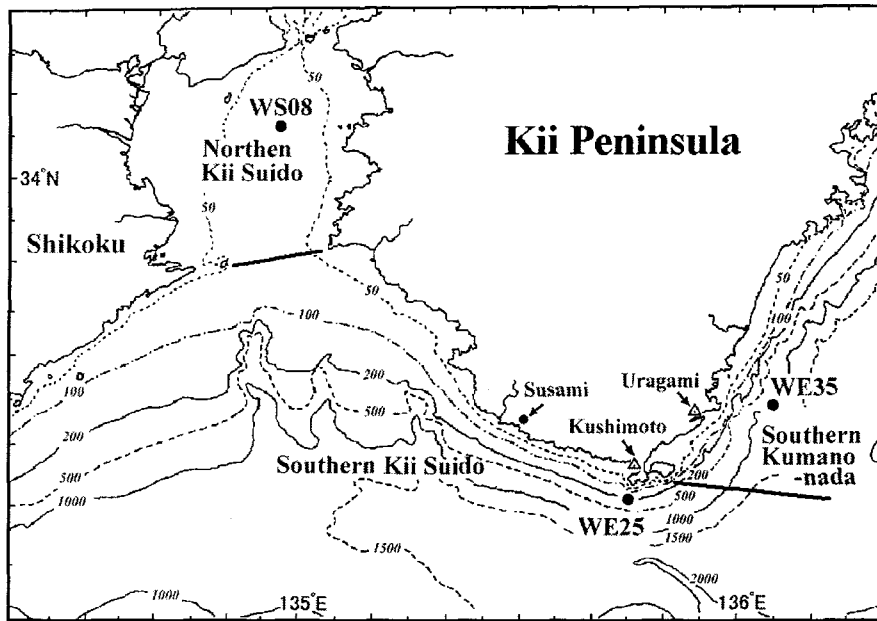 50
WS08
Northen
Kii Suido
Kii Peninsula
34°N
50
Shikoku
50
50
100
100
100
200
200
500
Susami
Uragami
WE35
Kushimoto
200
500
1000
Southern Kii Suido
Southern
Kumano
-nada
200
500
1000
1500
WE25
1500
2000
1000
135°E
136°E